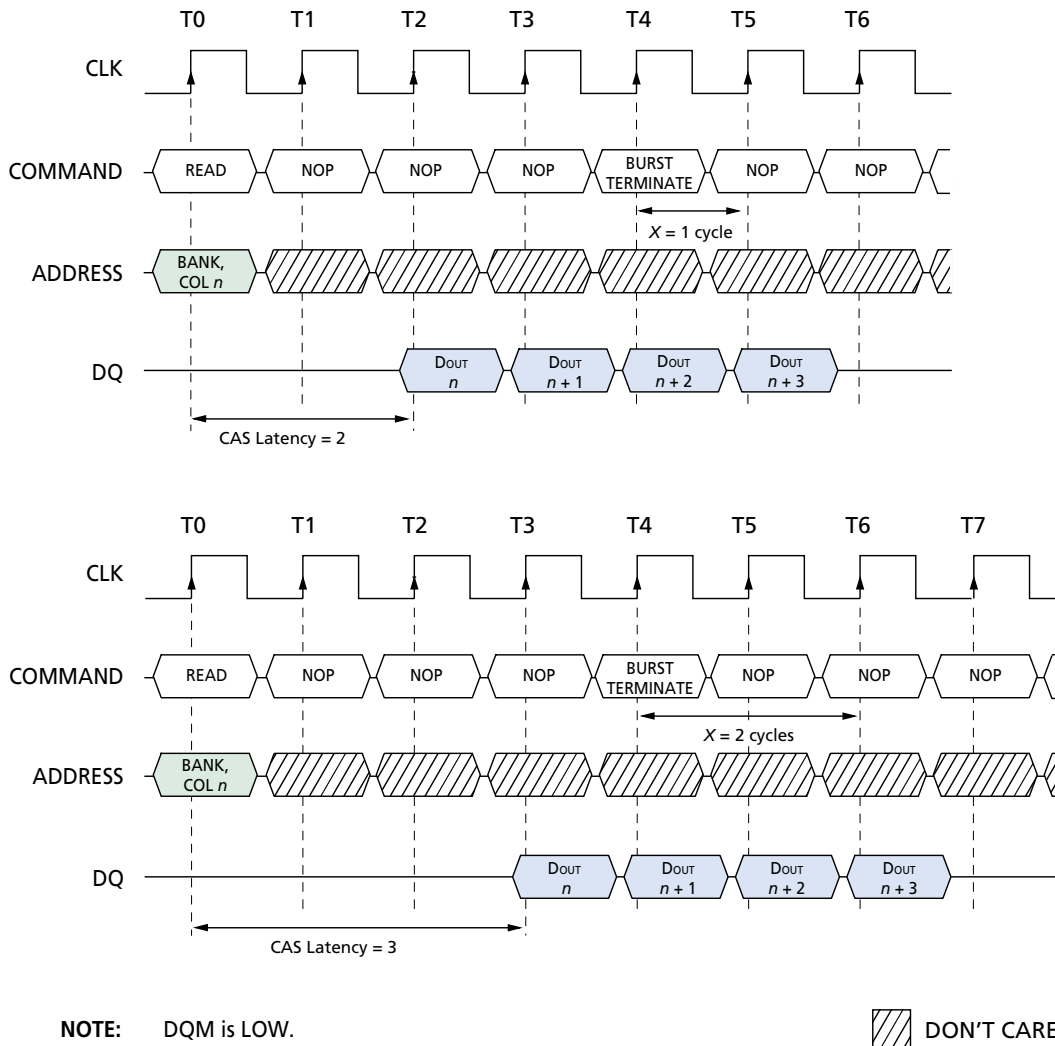 T0 T1 T2 T3 T4 T5 T6
CLK
COMMAND READ NOP NOP NOP BURST TERMINATE NOP NOP
X = 1 cycle
ADDRESS BANK, COL n
DQ DOUT n DOUT n + 1 DOUT n + 2 DOUT n + 3
CAS Latency = 2
T0 T1 T2 T3 T4 T5 T6 T7
CLK
COMMAND READ NOP NOP NOP BURST TERMINATE NOP NOP NOP
X = 2 cycles
ADDRESS BANK, COL n
DQ DOUT n DOUT n + 1 DOUT n + 2 DOUT n + 3
CAS Latency = 3
NOTE: DQM is LOW.
DON'T CARE